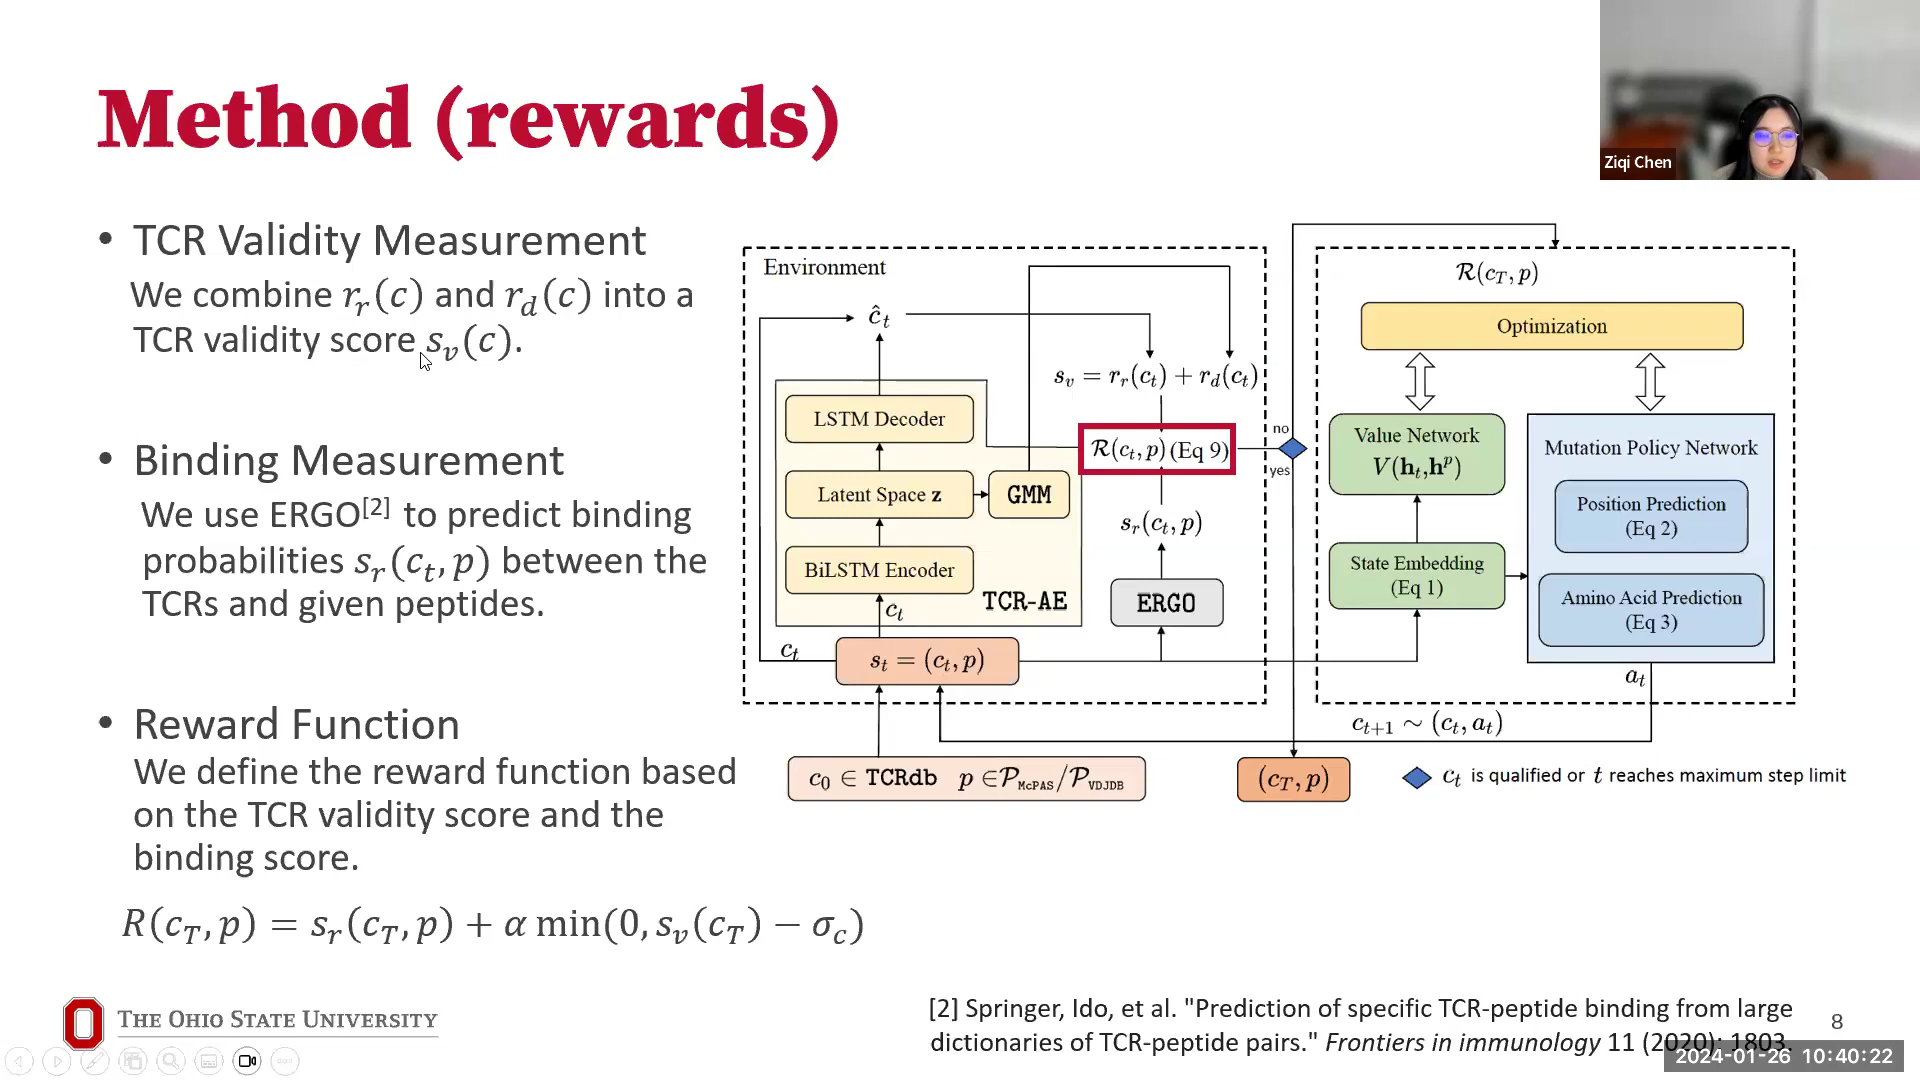 Method (rewards)
Ziqi Chen
• TCR Validity Measurement
We combine r_r(c) and r_d(c) into a
TCR validity score s_v(c).
• Binding Measurement
We use ERGO[2] to predict binding
probabilities s_r(c_t, p) between the
TCRs and given peptides.
• Reward Function
We define the reward function based
on the TCR validity score and the
binding score.
R(c_T, p) = s_r(c_T, p) + α min(0, s_v(c_T) − σ_c)
Environment
ĉ_t
s_v = r_r(c_t) + r_d(c_t)
LSTM Decoder
R(c_t, p) (Eq 9)
Latent Space z
GMM
s_r(c_t, p)
BiLSTM Encoder
TCR-AE
ERGO
c_t
c_t
s_t = (c_t, p)
c_0 ∈ TCRdb p ∈ P_McPAS/P_VDJDB
no
yes
R(c_T, p)
Optimization
Value Network
V(h_t,h^p)
Mutation Policy Network
Position Prediction
(Eq 2)
State Embedding
(Eq 1)
Amino Acid Prediction
(Eq 3)
a_t
c_{t+1} ∼ (c_t, a_t)
(c_T, p)
c_t is qualified or t reaches maximum step limit
THE OHIO STATE UNIVERSITY
[2] Springer, Ido, et al. "Prediction of specific TCR-peptide binding from large
dictionaries of TCR-peptide pairs." Frontiers in immunology 11 (2020): 1803.
8
2024-01-26 10:40:22